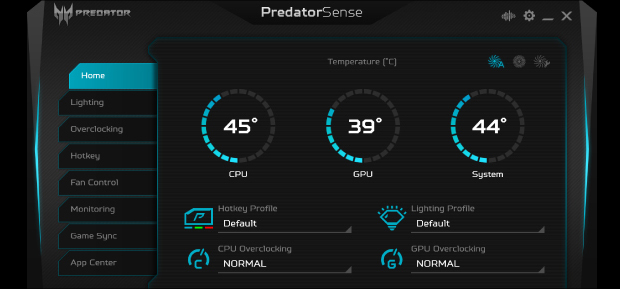 PREDATOR
PredatorSense
Temperature (°C)
Home
Lighting
Overclocking
Hotkey
Fan Control
Monitoring
Game Sync
App Center
45°
39°
44°
CPU
GPU
System
Hotkey Profile
Default
Lighting Profile
Default
CPU Overclocking
NORMAL
GPU Overclocking
NORMAL